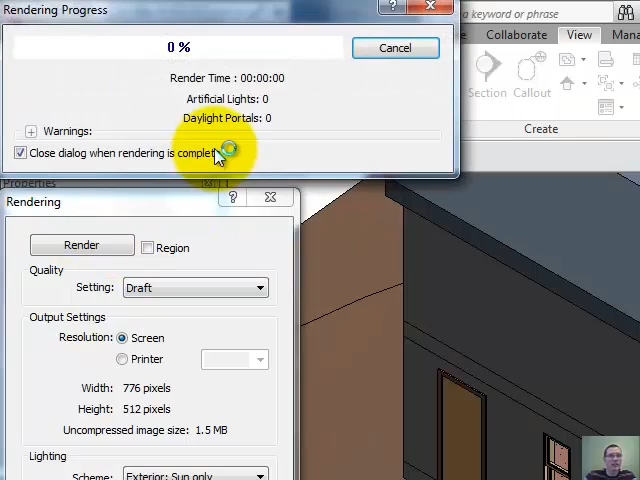 Rendering Progress
a keyword or phrase
Collaborate
View
0 %
Cancel
Render Time : 00:00:00
Artificial Lights: 0
Daylight Portals: 0
Warnings:
Close dialog when rendering is complet
Section
Callout
Create
Properties
Rendering
Render
Region
Quality
Setting:
Draft
Output Settings
Resolution:
Screen
Printer
Width:
776 pixels
Height:
512 pixels
Uncompressed image size:
1.5 MB
Lighting
Scheme:
Exterior: Sun only